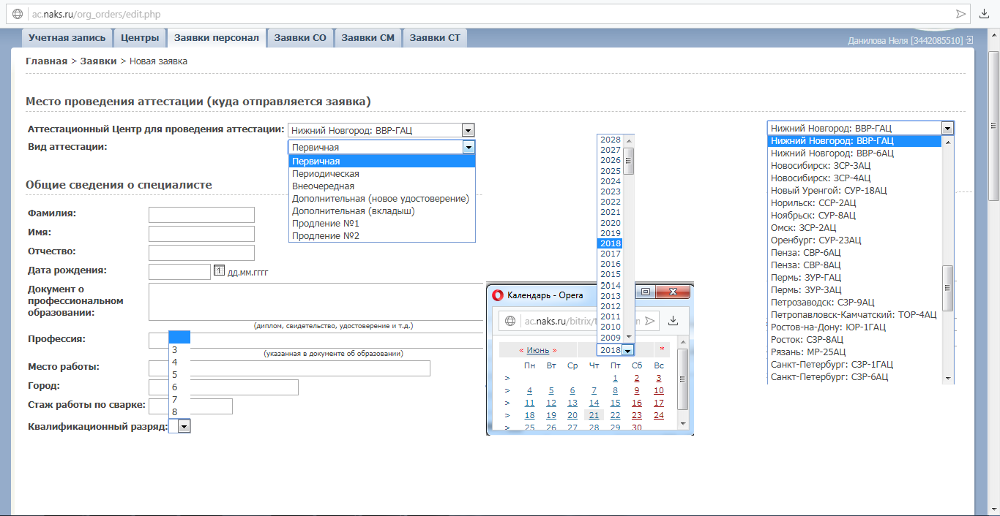 ac.naks.ru/org_orders/edit.php
Учетная запись Центры Заявки персонал Заявки СО Заявки СМ Заявки СТ
Данилова Неля [3442085510]
Главная > Заявки > Новая заявка
Место проведения аттестации (куда отправляется заявка)
Аттестационный Центр для проведения аттестации: Нижний Новгород: ВВР-ГАЦ
Вид аттестации: Первичная
Первичная
Периодическая
Внеочередная
Дополнительная (новое удостоверение)
Дополнительная (вкладыш)
Продление №1
Продление №2
Общие сведения о специалисте
Фамилия:
Имя:
Отчество:
Дата рождения: 1 дд.мм.гггг
Документ о
профессиональном
образовании:
(диплом, свидетельство, удостоверение и т.д.)
Профессия:
(указанная в документе об образовании)
Место работы:
Город:
Стаж работы по сварке:
Квалификационный разряд:
3
4
5
6
7
8
2028
2027
2026
2025
2024
2023
2022
2021
2020
2019
2018
2017
2016
2015
2014
2013
2012
2011
2010
2009
Календарь - Opera
ac.naks.ru/bitrix/
« Июнь » 2018 *
Пн Вт Ср Чт Пт Сб Вс
> 1 2 3
> 4 5 6 7 8 9 10
> 11 12 13 14 15 16 17
> 18 19 20 21 22 23 24
> 25 26 27 28 29 30
Нижний Новгород: ВВР-ГАЦ
Нижний Новгород: ВВР-ГАЦ
Нижний Новгород: ВВР-6АЦ
Новосибирск: ЗСР-3АЦ
Новосибирск: ЗСР-4АЦ
Новый Уренгой: СУР-18АЦ
Норильск: ССР-2АЦ
Ноябрьск: СУР-8АЦ
Омск: ЗСР-2АЦ
Оренбург: СУР-23АЦ
Пенза: СВР-6АЦ
Пенза: СВР-8АЦ
Пермь: ЗУР-ГАЦ
Пермь: ЗУР-3АЦ
Петрозаводск: СЗР-9АЦ
Петропавловск-Камчатский: ТОР-4АЦ
Ростов-на-Дону: ЮР-1ГАЦ
Росток: СЗР-8АЦ
Рязань: МР-25АЦ
Санкт-Петербург: СЗР-1ГАЦ
Санкт-Петербург: СЗР-6АЦ